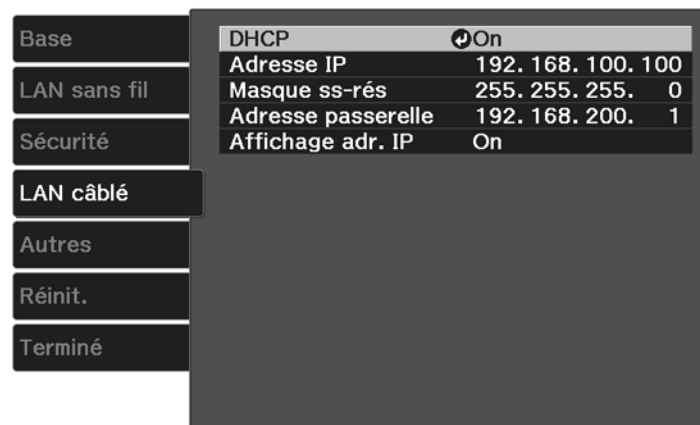 Base
LAN sans fil
Sécurité
LAN câblé
Autres
Réinit.
Terminé
DHCP On
Adresse IP 192. 168. 100. 100
Masque ss-rés 255. 255. 255. 0
Adresse passerelle 192. 168. 200. 1
Affichage adr. IP On